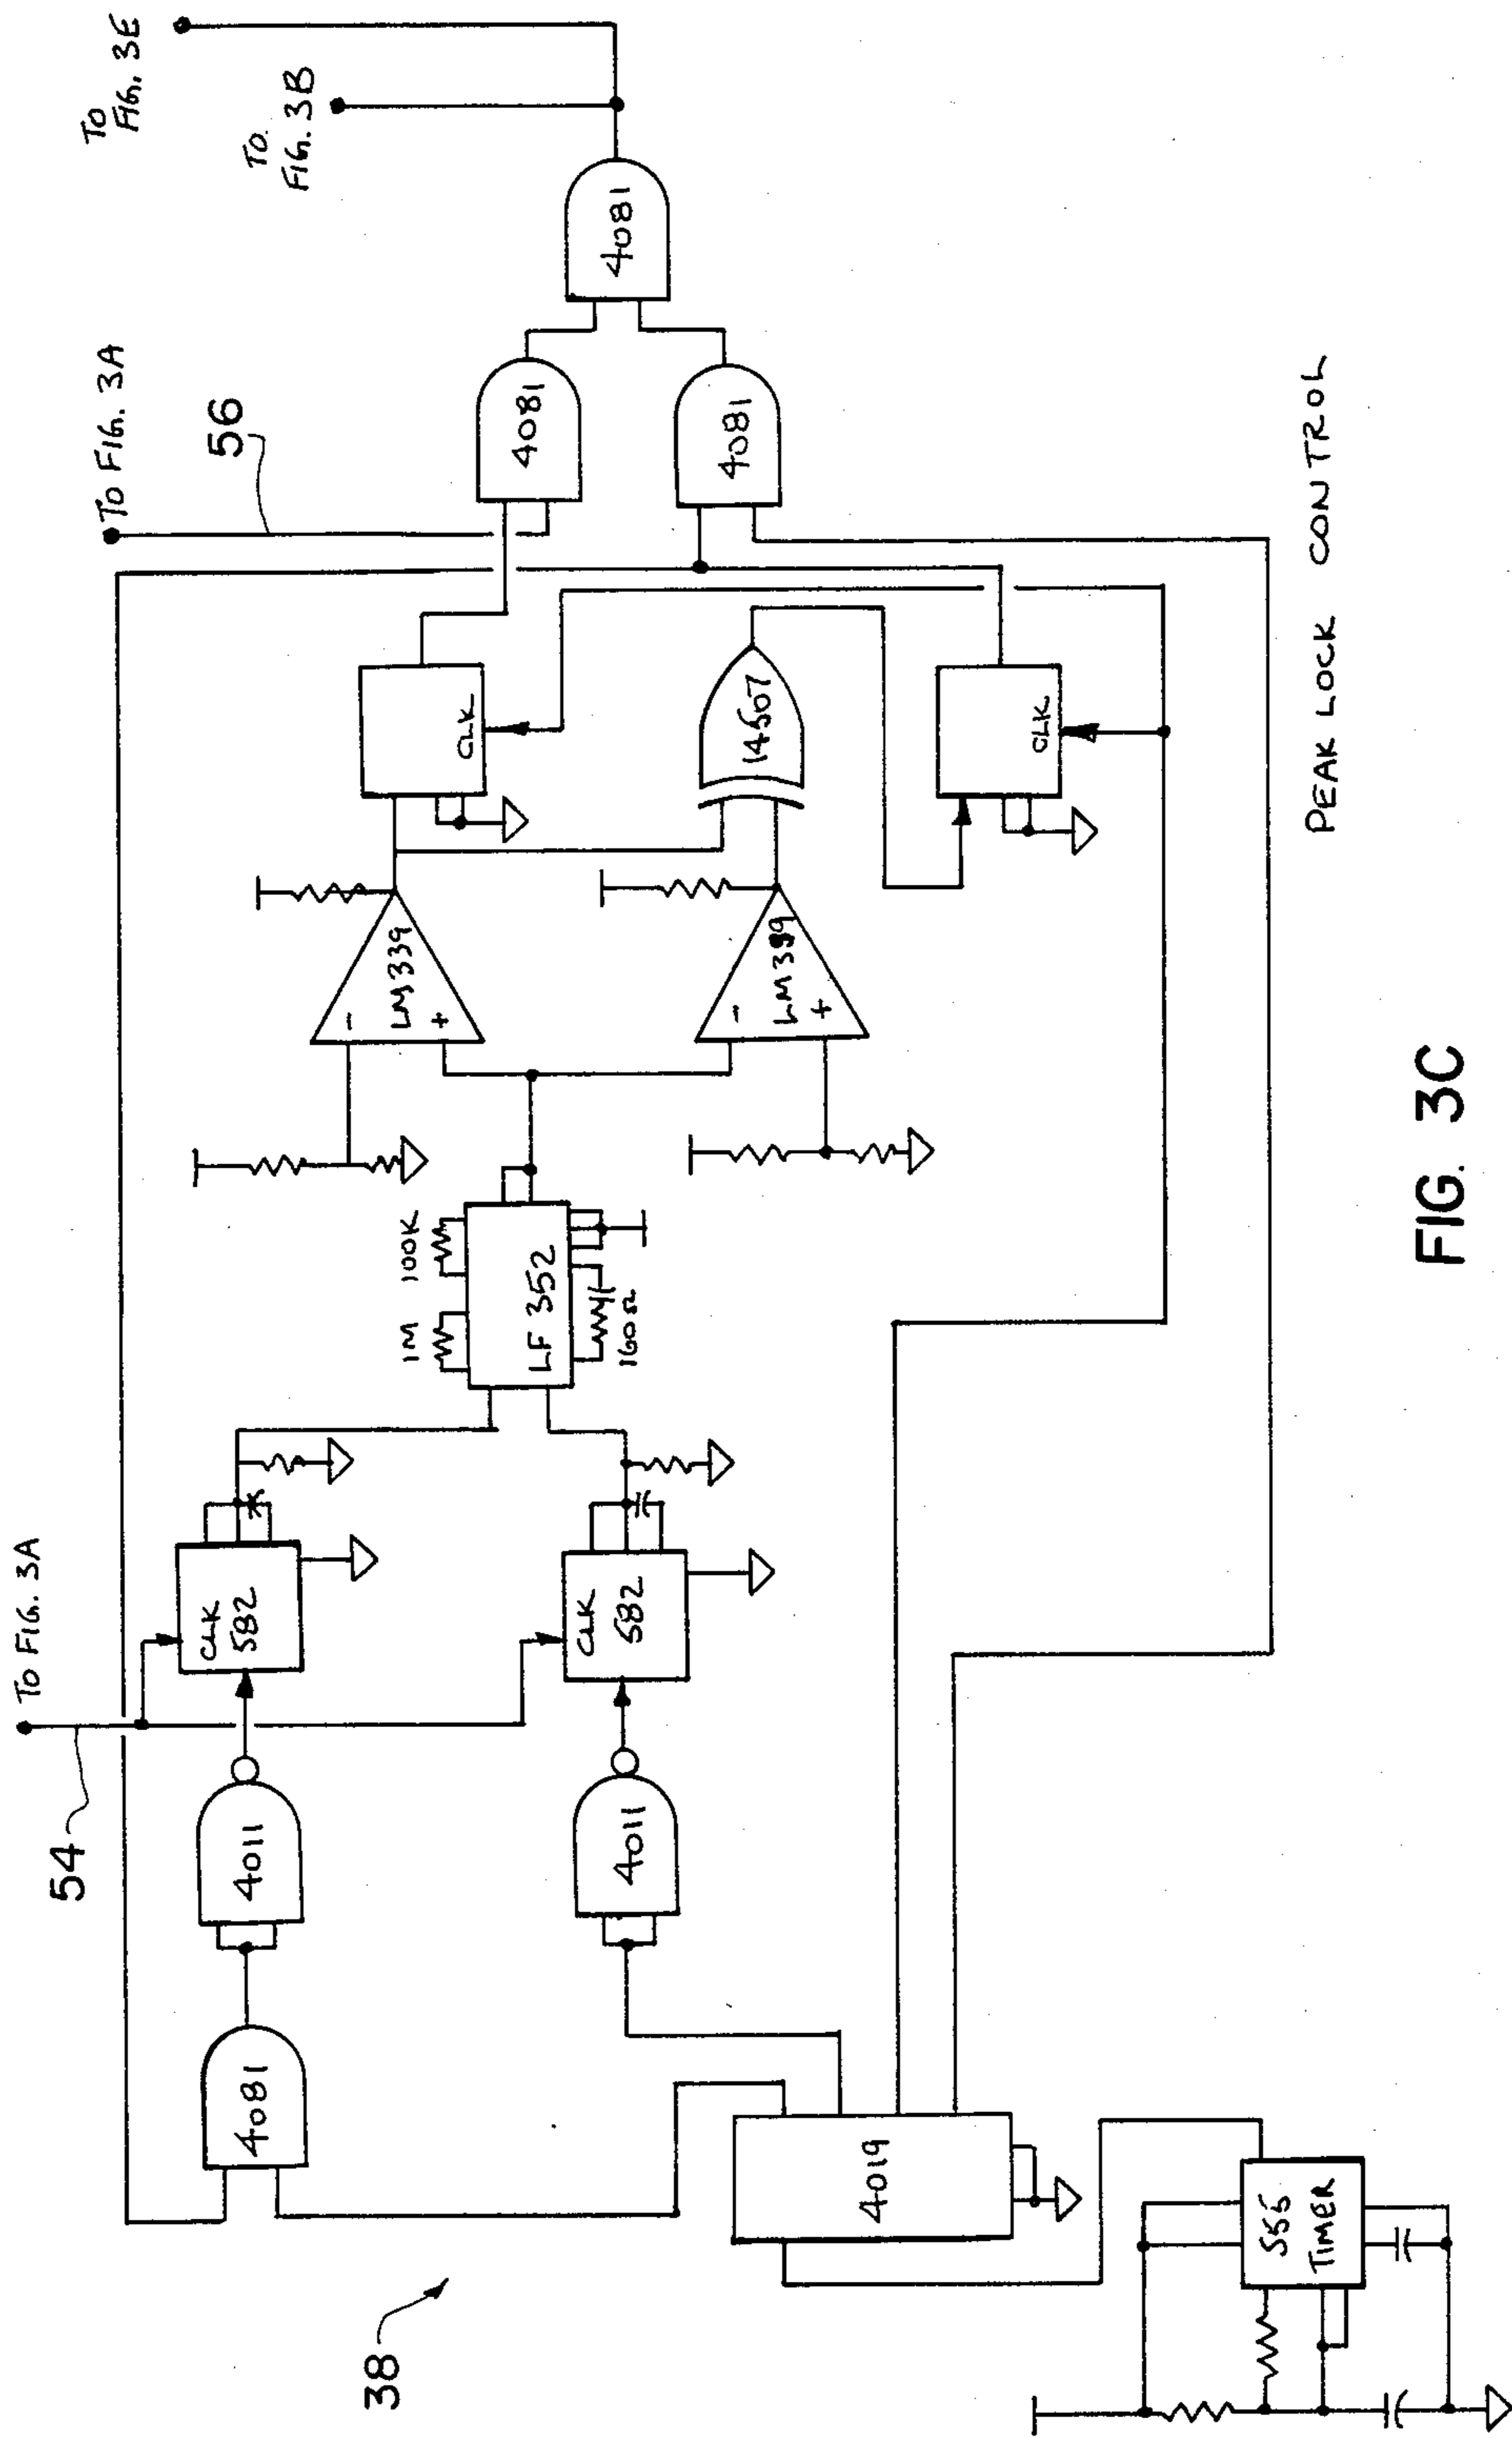 TO
FIG. 3E
TO
FIG. 3B
TO FIG. 3A
56
TO FIG. 3A
54
4081
4011
CLK
582
1M
100K
LF 352
160Ω
-
LM339
+
CLK
4081
4081
4081
4011
CLK
582
-
LM339
+
14507
CLK
4019
555
TIMER
38
PEAK LOCK CONTROL
FIG. 3C